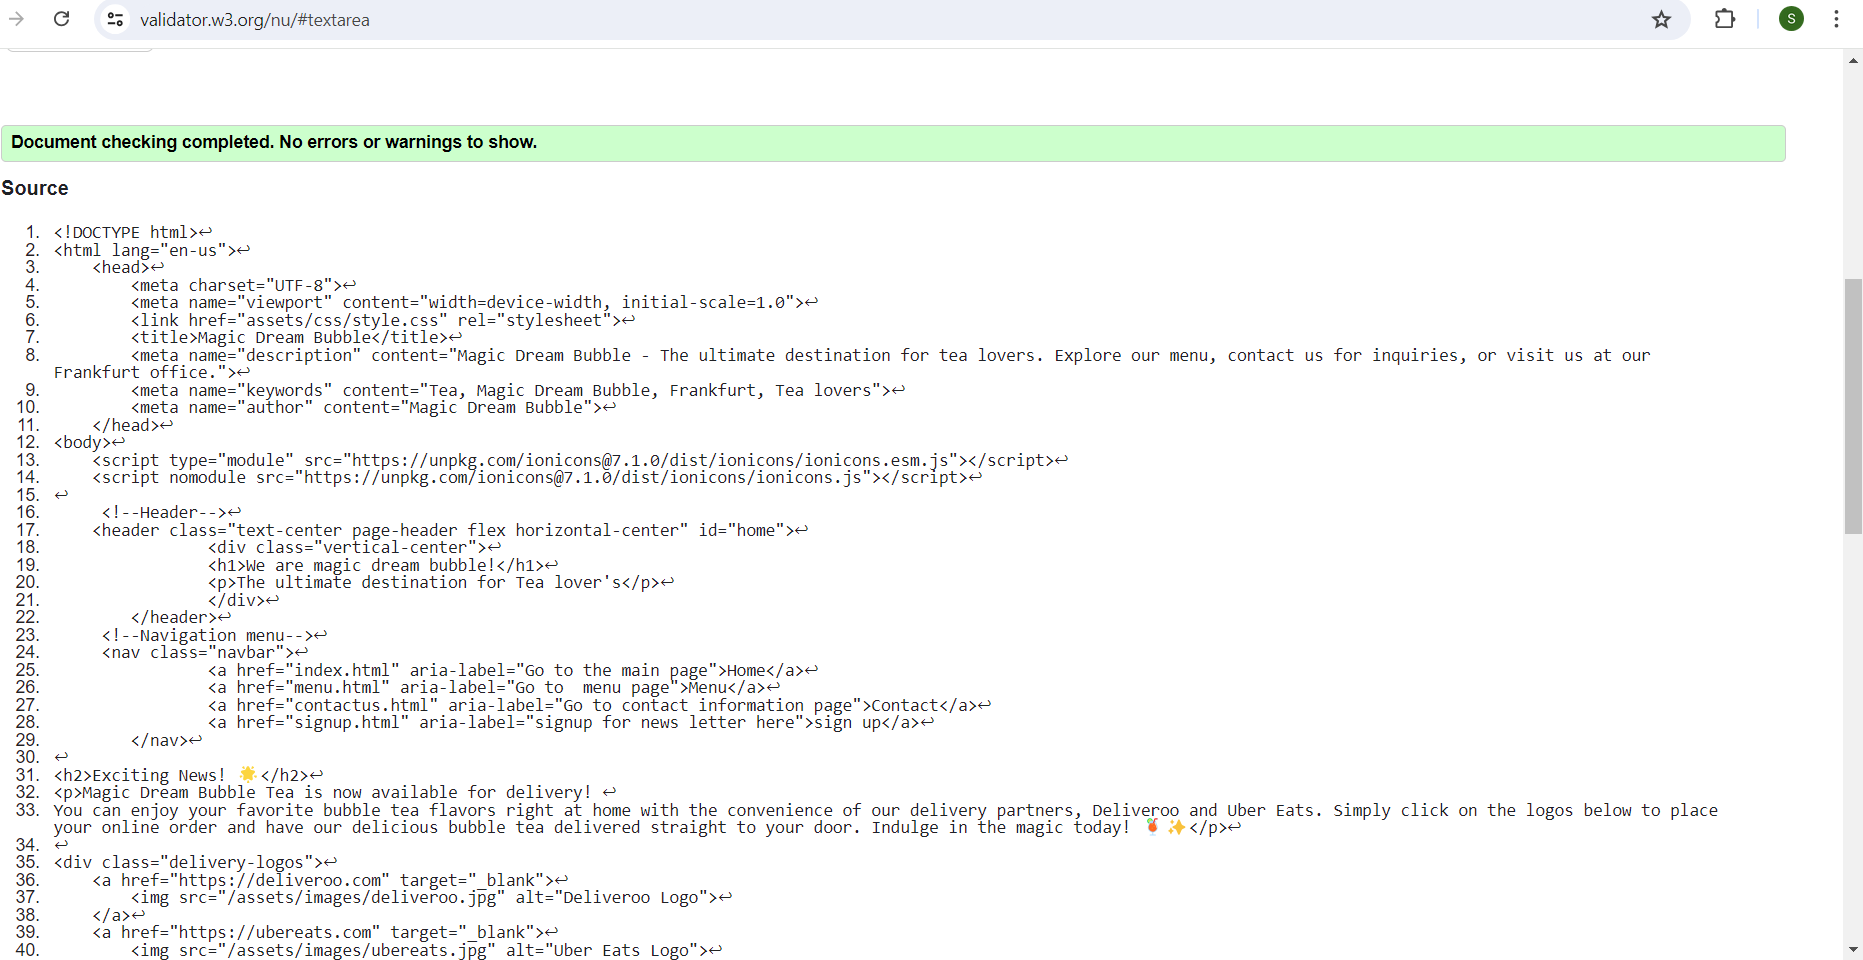 validator.w3.org/nu/#textarea
S
Document checking completed. No errors or warnings to show.
Source
1. <!DOCTYPE html>↩
2. <html lang="en-us">↩
3. <head>↩
4. <meta charset="UTF-8">↩
5. <meta name="viewport" content="width=device-width, initial-scale=1.0">↩
6. <link href="assets/css/style.css" rel="stylesheet">↩
7. <title>Magic Dream Bubble</title>↩
8. <meta name="description" content="Magic Dream Bubble - The ultimate destination for tea lovers. Explore our menu, contact us for inquiries, or visit us at our
Frankfurt office.">↩
9. <meta name="keywords" content="Tea, Magic Dream Bubble, Frankfurt, Tea lovers">↩
10. <meta name="author" content="Magic Dream Bubble">↩
11. </head>↩
12. <body>↩
13. <script type="module" src="https://unpkg.com/ionicons@7.1.0/dist/ionicons/ionicons.esm.js"></script>↩
14. <script nomodule src="https://unpkg.com/ionicons@7.1.0/dist/ionicons/ionicons.js"></script>↩
15. ↩
16. <!--Header-->↩
17. <header class="text-center page-header flex horizontal-center" id="home">↩
18. <div class="vertical-center">↩
19. <h1>We are magic dream bubble!</h1>↩
20. <p>The ultimate destination for Tea lover's</p>↩
21. </div>↩
22. </header>↩
23. <!--Navigation menu-->↩
24. <nav class="navbar">↩
25. <a href="index.html" aria-label="Go to the main page">Home</a>↩
26. <a href="menu.html" aria-label="Go to  menu page">Menu</a>↩
27. <a href="contactus.html" aria-label="Go to contact information page">Contact</a>↩
28. <a href="signup.html" aria-label="signup for news letter here">sign up</a>↩
29. </nav>↩
30. ↩
31. <h2>Exciting News! 🌟</h2>↩
32. <p>Magic Dream Bubble Tea is now available for delivery! ↩
33. You can enjoy your favorite bubble tea flavors right at home with the convenience of our delivery partners, Deliveroo and Uber Eats. Simply click on the logos below to place
your online order and have our delicious bubble tea delivered straight to your door. Indulge in the magic today! 🍹✨</p>↩
34. ↩
35. <div class="delivery-logos">↩
36. <a href="https://deliveroo.com" target="_blank">↩
37. <img src="/assets/images/deliveroo.jpg" alt="Deliveroo Logo">↩
38. </a>↩
39. <a href="https://ubereats.com" target="_blank">↩
40. <img src="/assets/images/ubereats.jpg" alt="Uber Eats Logo">↩